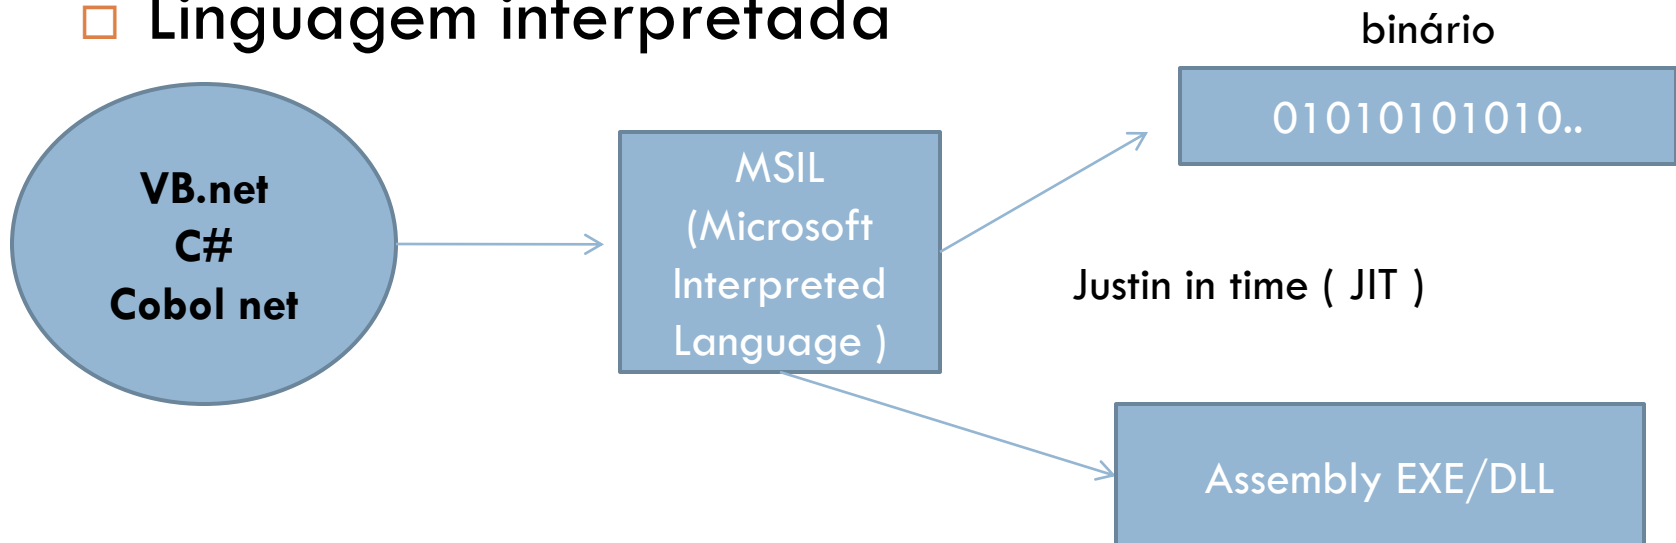 Linguagem interpretada
binário
01010101010..
VB.net
C#
Cobol net
MSIL
(Microsoft
Interpreted
Language )
Justin in time ( JIT )
Assembly EXE/DLL